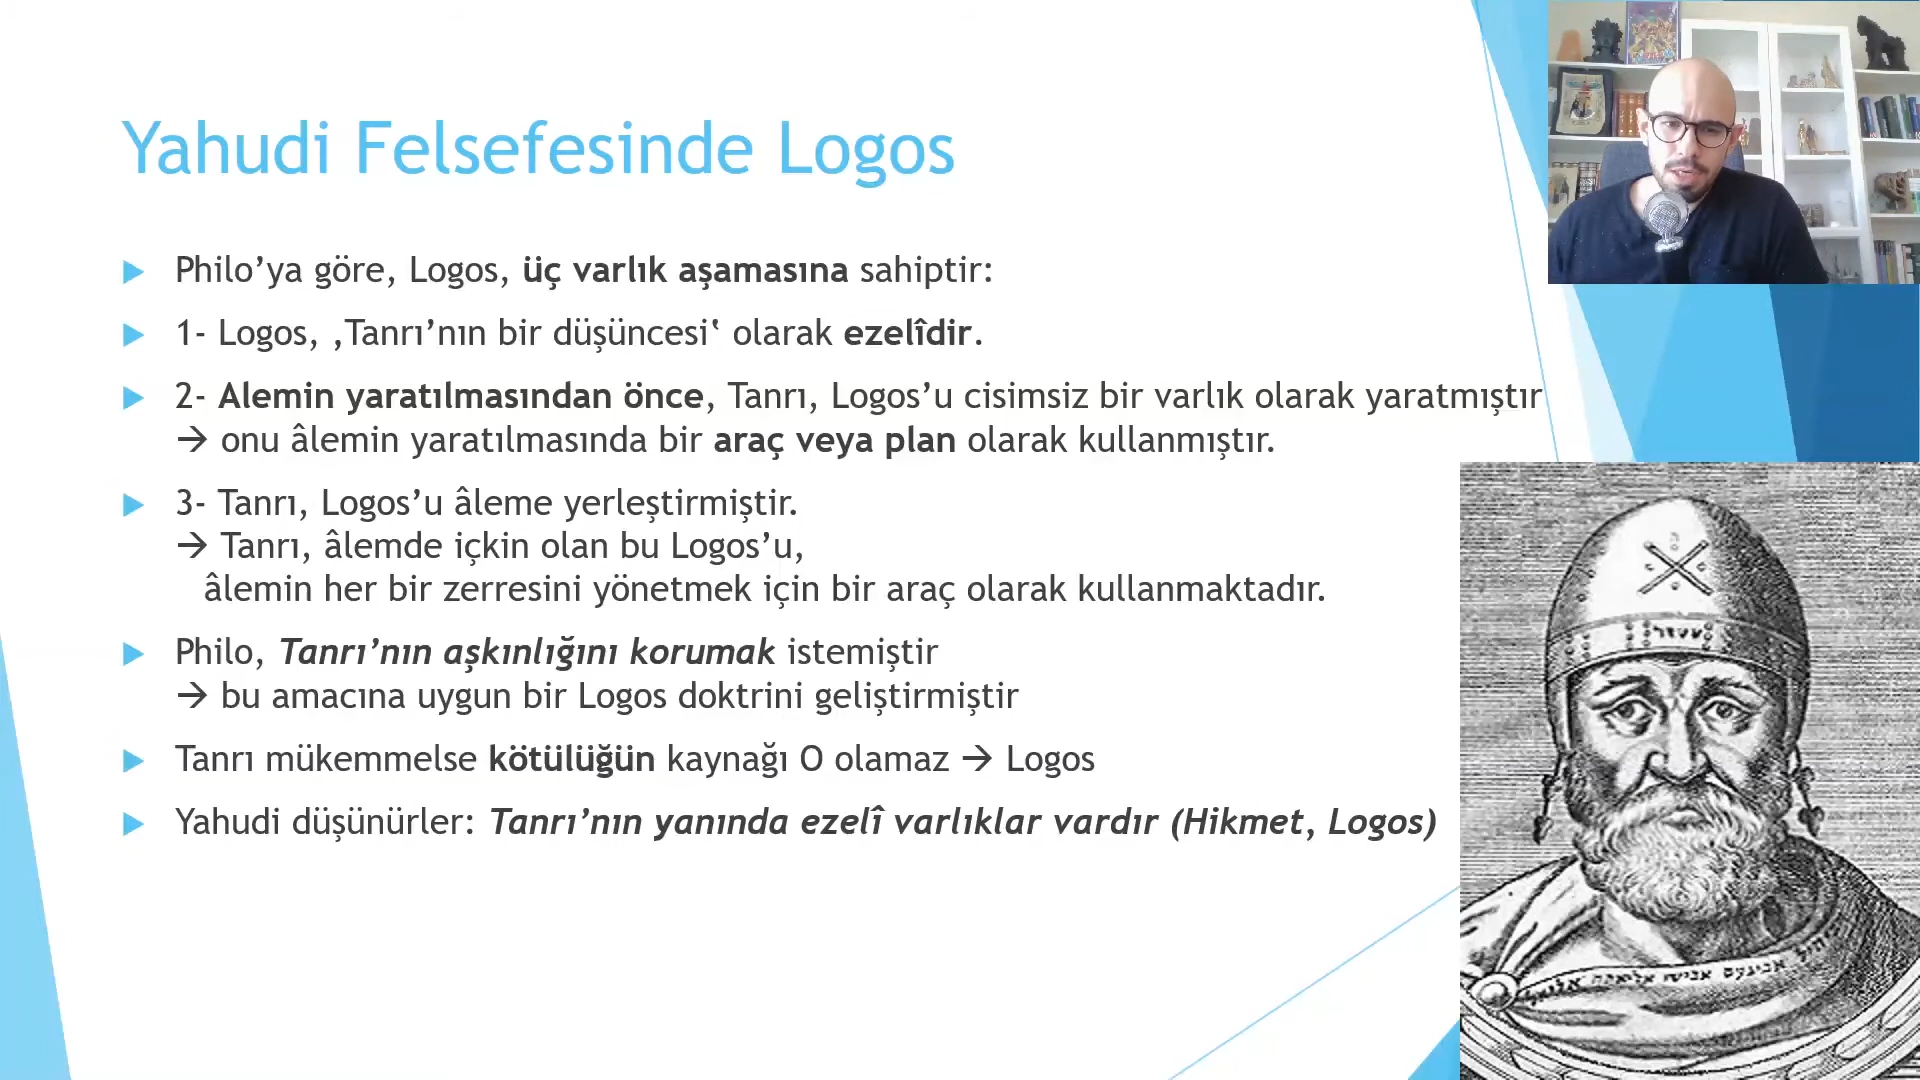 Yahudi Felsefesinde Logos
Philo’ya göre, Logos, üç varlık aşamasına sahiptir:
1- Logos, ‚Tanrı’nın bir düşüncesi‛ olarak ezelîdir.
2- Alemin yaratılmasından önce, Tanrı, Logos’u cisimsiz bir varlık olarak yaratmıştır
→ onu âlemin yaratılmasında bir araç veya plan olarak kullanmıştır.
3- Tanrı, Logos’u âleme yerleştirmiştir.
→ Tanrı, âlemde içkin olan bu Logos’u,
âlemin her bir zerresini yönetmek için bir araç olarak kullanmaktadır.
Philo, Tanrı’nın aşkınlığını korumak istemiştir
→ bu amacına uygun bir Logos doktrini geliştirmiştir
Tanrı mükemmelse kötülüğün kaynağı O olamaz → Logos
Yahudi düşünürler: Tanrı’nın yanında ezelî varlıklar vardır (Hikmet, Logos)